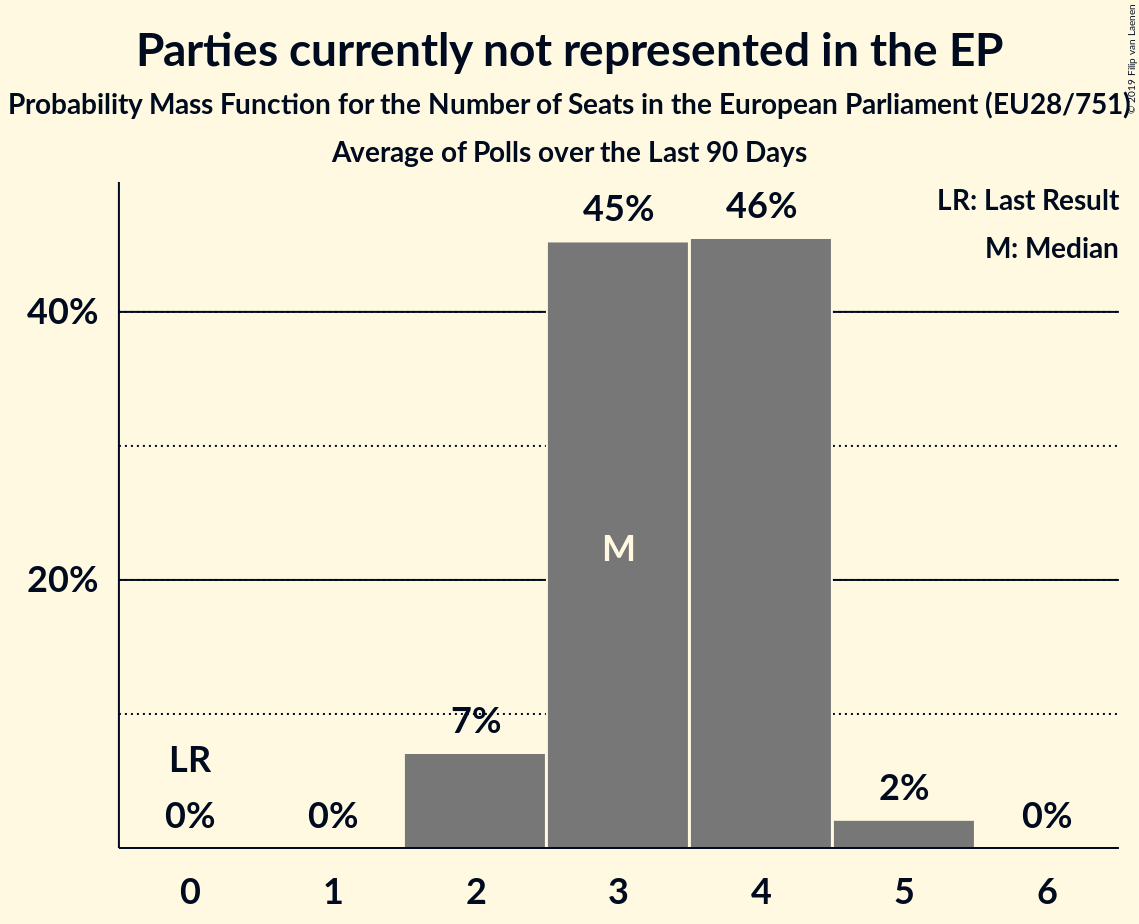 Parties currently not represented in the EP
Probability Mass Function for the Number of Seats in the European Parliament (EU28/751)
Average of Polls over the Last 90 Days
© 2019 Filip van Laenen
LR: Last Result
M: Median
45%
46%
40%
M
20%
7%
LR
0%
0%
2%
0%
0
1
2
3
4
5
6